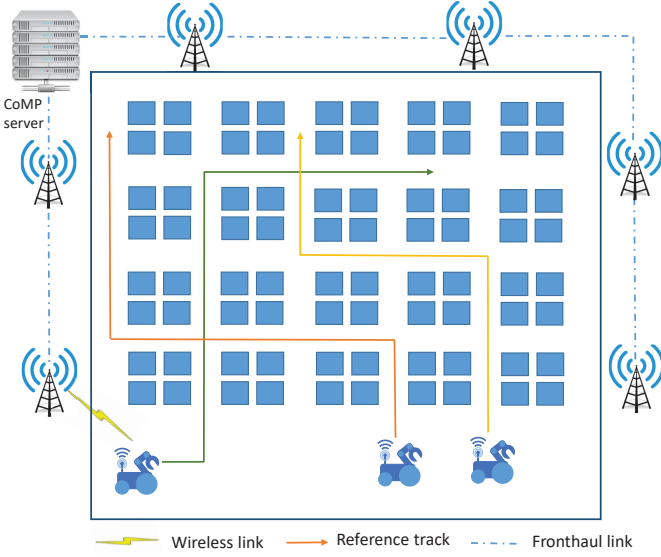 CoMP
server
Wireless link
Reference track
Fronthaul link